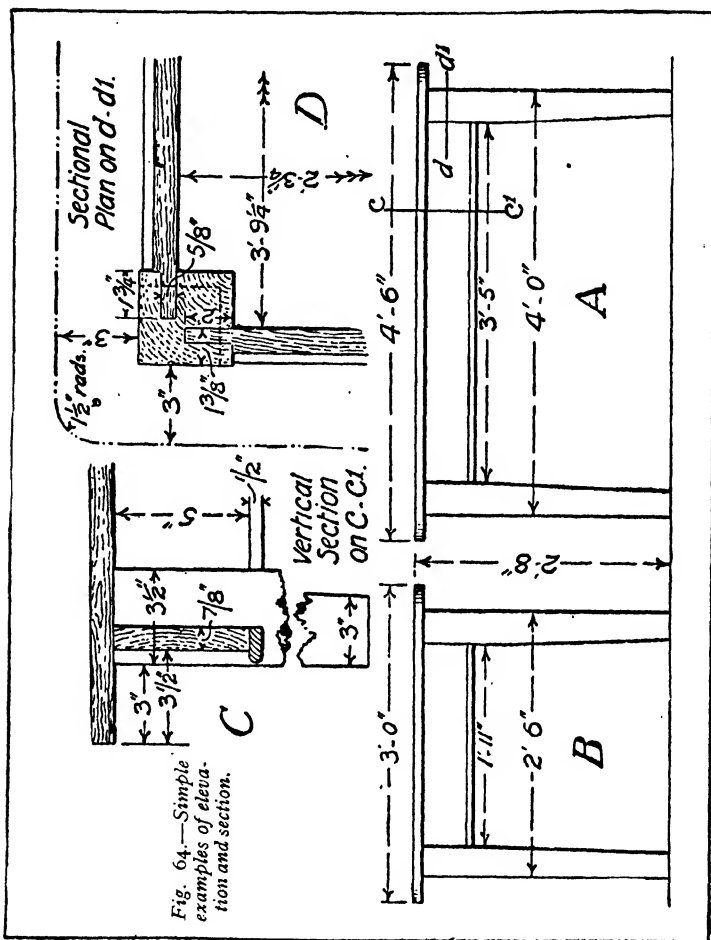 Fig. 64.—Simple
examples of eleva-
tion and section.
C
3"
3 1/2"
3½"
7/8"
5"
1/2"
3"
Vertical
Section
on C-C1.
Sectional
Plan on d-d1.
1½" rads.
3"
3"
1¾"
5/8"
1⅜"
2'-3¼"
3'-9¼"
D
3'-0"
1'-11"
2'6"
B
2'8"
4'-6"
C
C1
d
d1
3'-5"
4'-0"
A